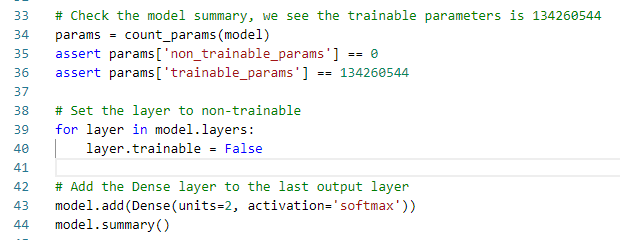 33 # Check the model summary, we see the trainable parameters is 134260544
34 params = count_params(model)
35 assert params['non_trainable_params'] == 0
36 assert params['trainable_params'] == 134260544
37
38 # Set the layer to non-trainable
39 for layer in model.layers:
40     layer.trainable = False
41
42 # Add the Dense layer to the last output layer
43 model.add(Dense(units=2, activation='softmax'))
44 model.summary()